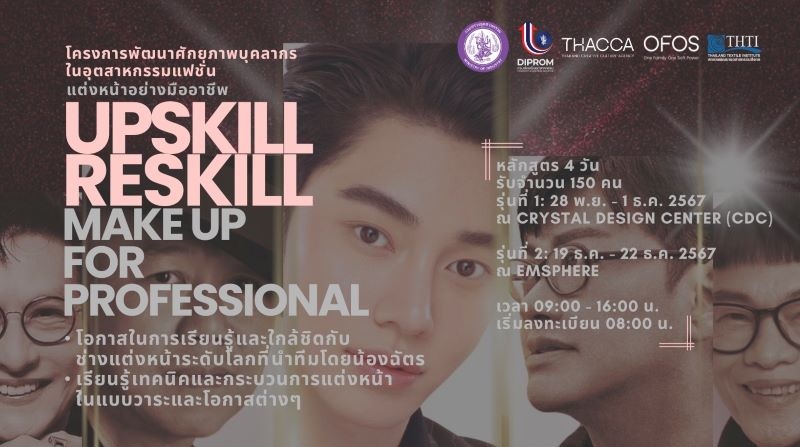 โครงการพัฒนาศักยภาพบุคลากร
ในอุตสาหกรรมแฟชั่น
แต่งหน้าอย่างมืออาชีพ
UPSKILL
RESKILL
MAKE UP
FOR
PROFESSIONAL
• โอกาสในการเรียนรู้และใกล้ชิดกับ
ช่างแต่งหน้าระดับโลกที่นำทีมโดยน้องฉัตร
• เรียนรู้เทคนิคและกระบวนการแต่งหน้า
ในแบบวาระและโอกาสต่างๆ
DIPROM
THACCA
THAILAND CREATIVE CULTURE AGENCY
OFOS
One Family One Soft Power
THTI
THAILAND TEXTILE INSTITUTE
หลักสูตร 4 วัน
รับจำนวน 150 คน
รุ่นที่ 1: 28 พ.ย. - 1 ธ.ค. 2567
ณ CRYSTAL DESIGN CENTER (CDC)
รุ่นที่ 2: 19 ธ.ค. - 22 ธ.ค. 2567
ณ EMSPHERE
เวลา 09:00 - 16:00 น.
เริ่มลงทะเบียน 08:00 น.